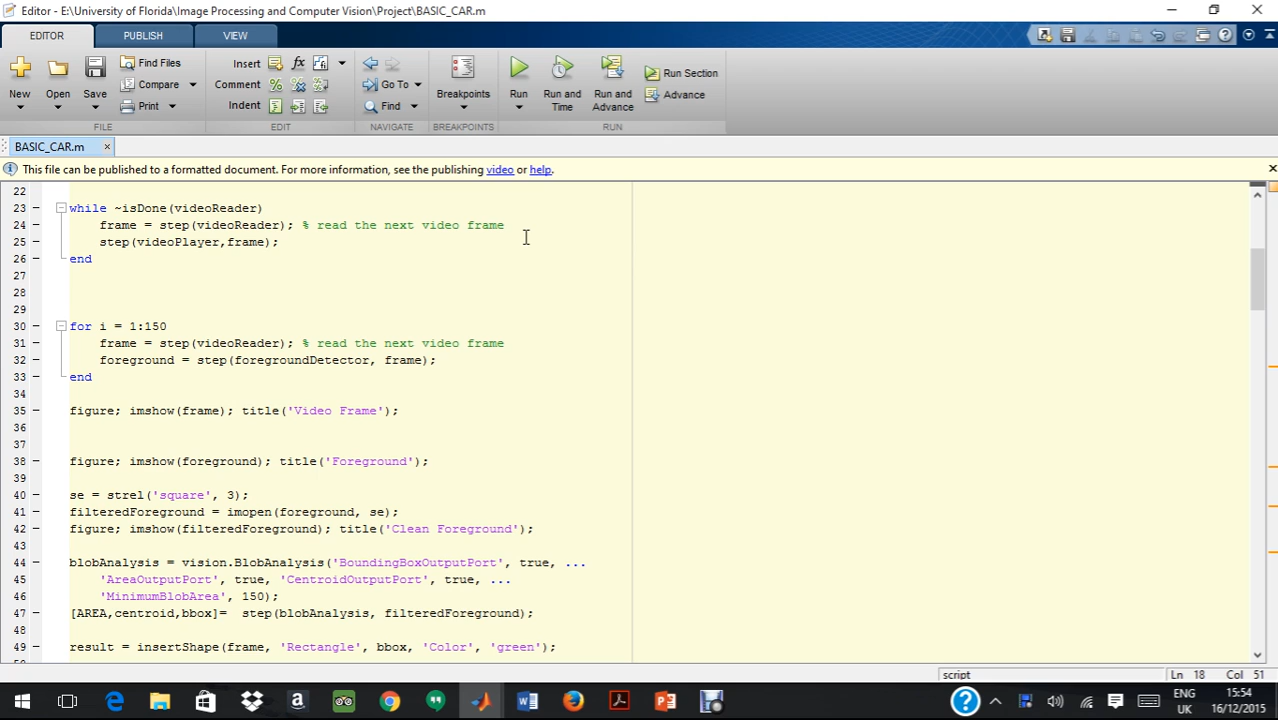 Editor - E:\University of Florida\Image Processing and Computer Vision\Project\BASIC_CAR.m
EDITOR PUBLISH VIEW
New Open Save Find Files Compare Print
Insert fx
Comment
Indent
Go To
Find
Breakpoints Run Run and Time Run and Advance Run Section Advance
FILE EDIT NAVIGATE BREAKPOINTS RUN
BASIC_CAR.m
This file can be published to a formatted document. For more information, see the publishing video or help.
22
23 while ~isDone(videoReader)
24 frame = step(videoReader); % read the next video frame
25 step(videoPlayer,frame);
26 end
27
28
29
30 for i = 1:150
31 frame = step(videoReader); % read the next video frame
32 foreground = step(foregroundDetector, frame);
33 end
34
35 figure; imshow(frame); title('Video Frame');
36
37
38 figure; imshow(foreground); title('Foreground');
39
40 se = strel('square', 3);
41 filteredForeground = imopen(foreground, se);
42 figure; imshow(filteredForeground); title('Clean Foreground');
43
44 blobAnalysis = vision.BlobAnalysis('BoundingBoxOutputPort', true, ...
45 'AreaOutputPort', true, 'CentroidOutputPort', true, ...
46 'MinimumBlobArea', 150);
47 [AREA,centroid,bbox]= step(blobAnalysis, filteredForeground);
48
49 result = insertShape(frame, 'Rectangle', bbox, 'Color', 'green');
script Ln 18 Col 51
ENG 15:54
UK 16/12/2015